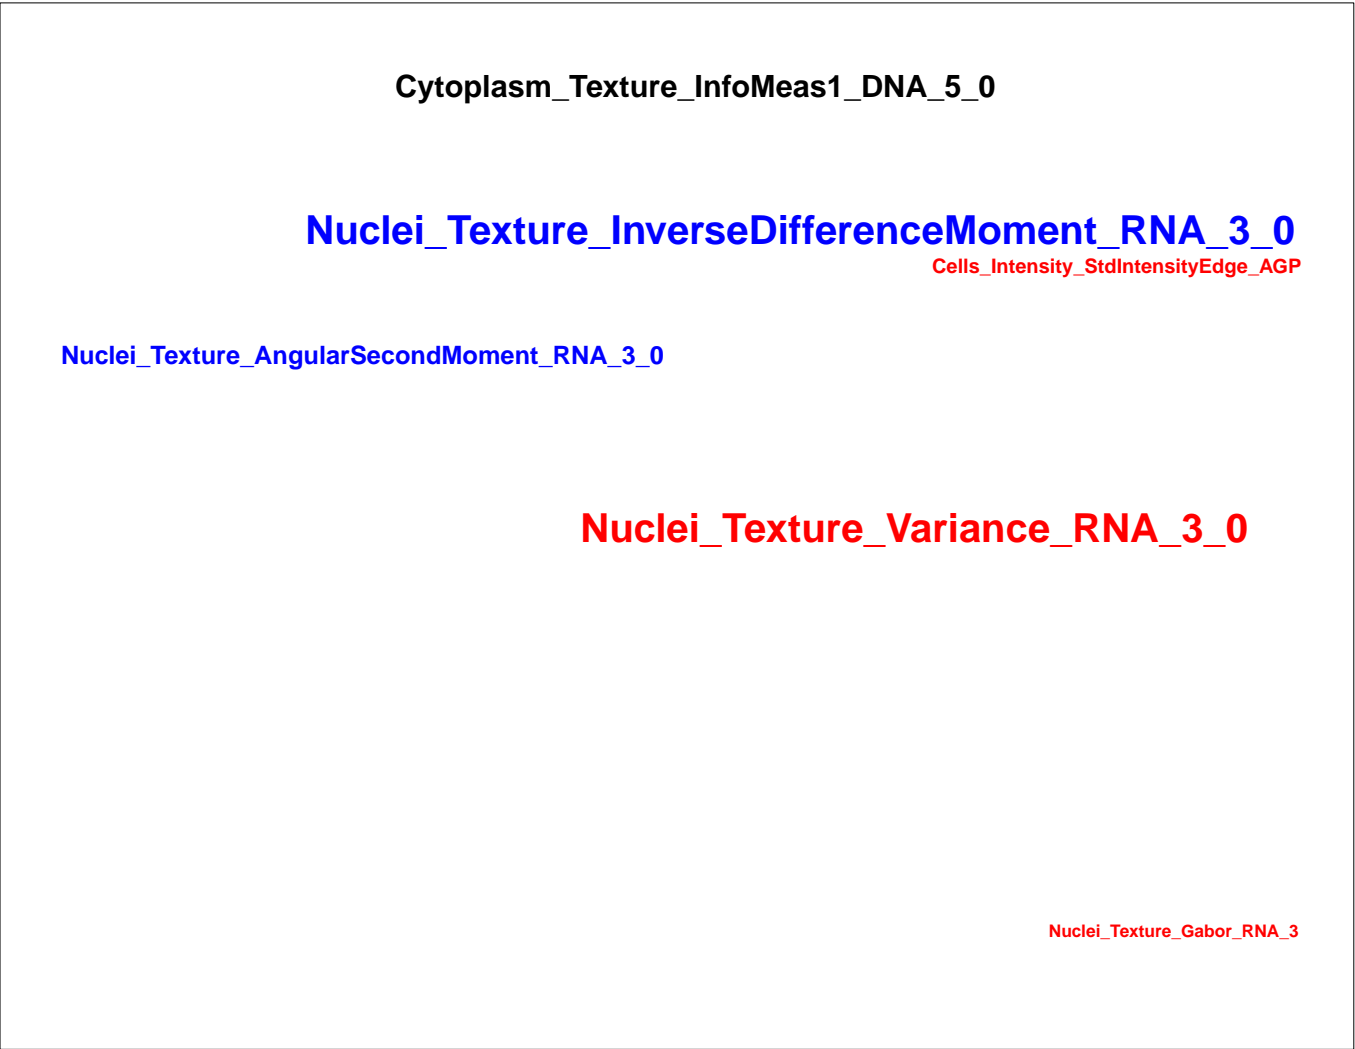 Cytoplasm_Texture_InfoMeas1_DNA_5_0
Nuclei_Texture_InverseDifferenceMoment_RNA_3_0
Cells_Intensity_StdIntensityEdge_AGP
Nuclei_Texture_AngularSecondMoment_RNA_3_0
Nuclei_Texture_Variance_RNA_3_0
Nuclei_Texture_Gabor_RNA_3